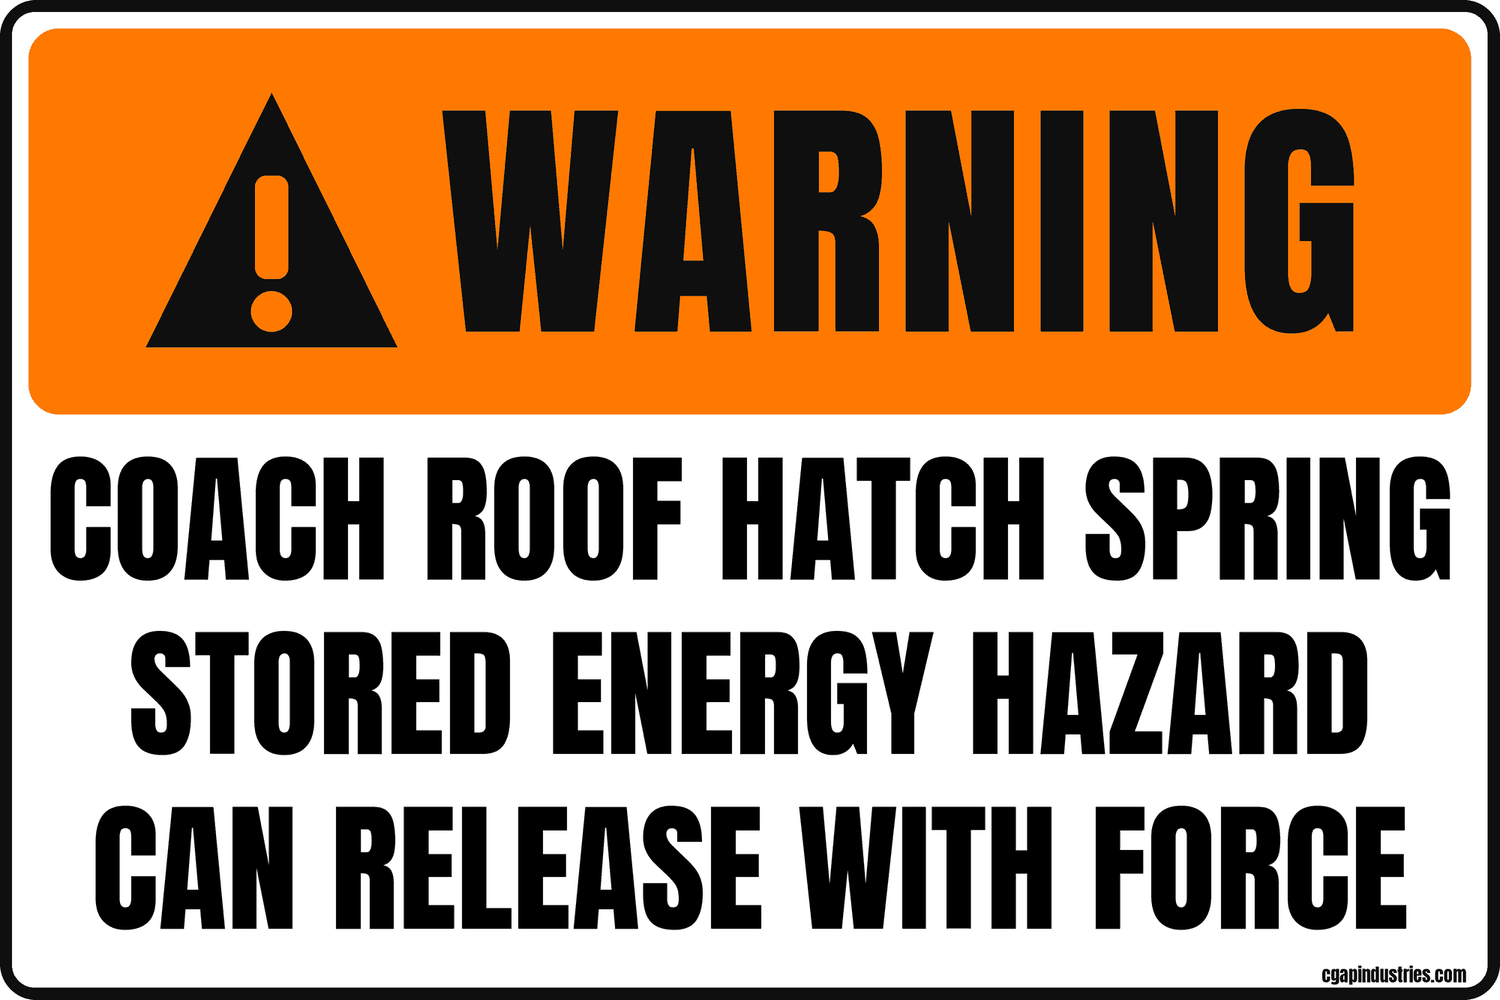 WARNING
COACH ROOF HATCH SPRING
STORED ENERGY HAZARD
CAN RELEASE WITH FORCE
cgapindustries.com